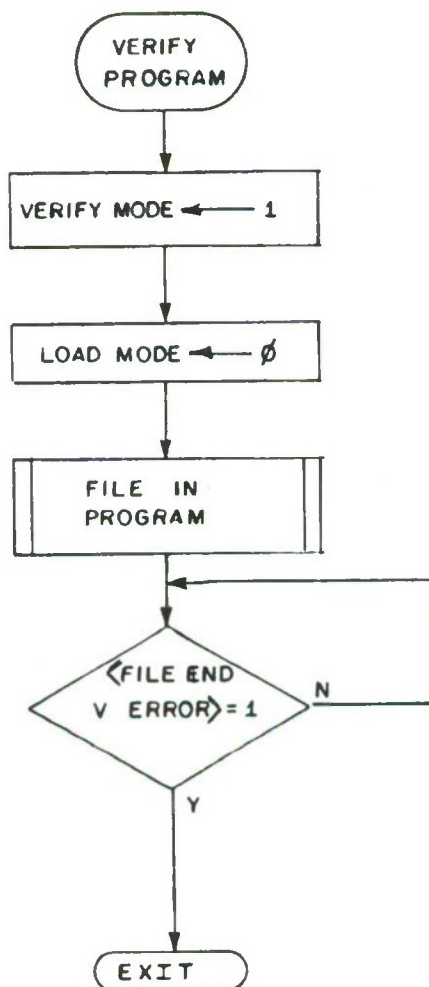 VERIFY
PROGRAM
VERIFY MODE ← 1
LOAD MODE ← Ø
FILE IN
PROGRAM
<FILE END
V ERROR> = 1
N
Y
EXIT